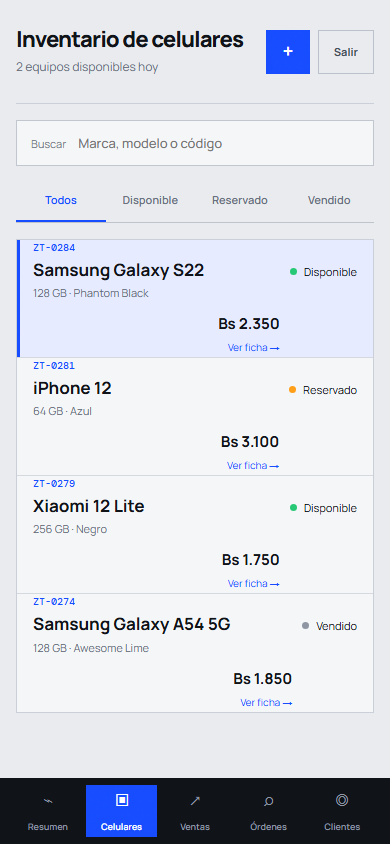 Inventario de celulares
2 equipos disponibles hoy
+
Salir
Buscar Marca, modelo o código
Todos Disponible Reservado Vendido
ZT-0284
Samsung Galaxy S22
Disponible
128 GB · Phantom Black
Bs 2.350
Ver ficha →
ZT-0281
iPhone 12
Reservado
64 GB · Azul
Bs 3.100
Ver ficha →
ZT-0279
Xiaomi 12 Lite
Disponible
256 GB · Negro
Bs 1.750
Ver ficha →
ZT-0274
Samsung Galaxy A54 5G
Vendido
128 GB · Awesome Lime
Bs 1.850
Ver ficha →
Resumen Celulares Ventas Órdenes Clientes